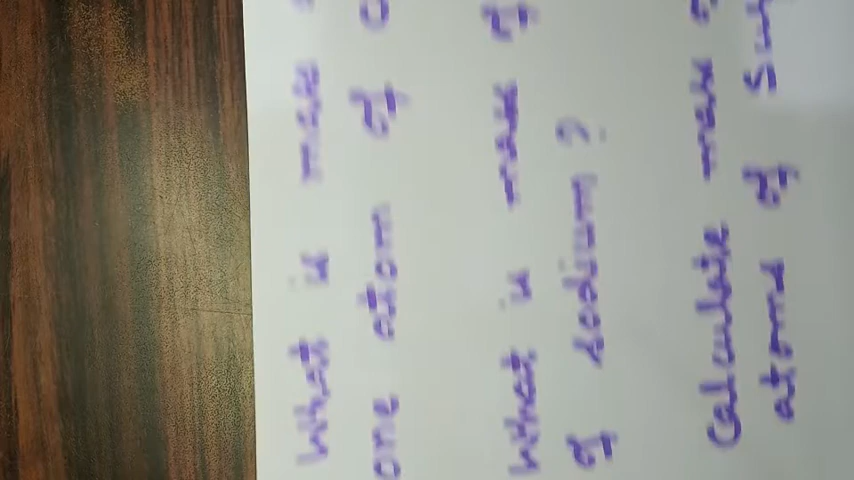 What is mass
one atom of
What is mass of
of sodium?
Calculate mass
atoms of